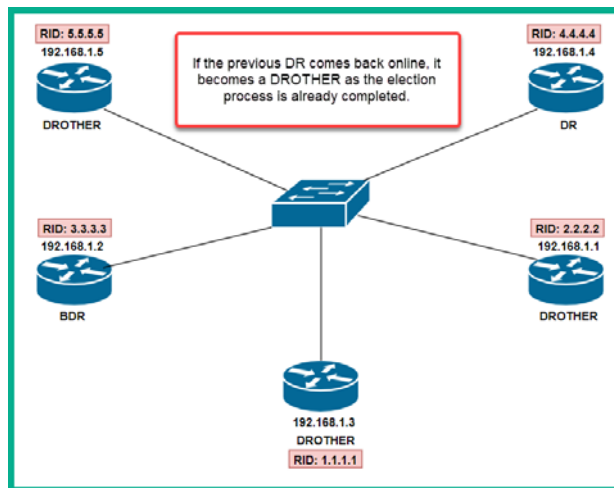 RID: 5.5.5.5
192.168.1.5
DROTHER
If the previous DR comes back online, it
becomes a DROTHER as the election
process is already completed.
RID: 4.4.4.4
192.168.1.4
DR
RID: 3.3.3.3
192.168.1.2
BDR
RID: 2.2.2.2
192.168.1.1
DROTHER
192.168.1.3
DROTHER
RID: 1.1.1.1